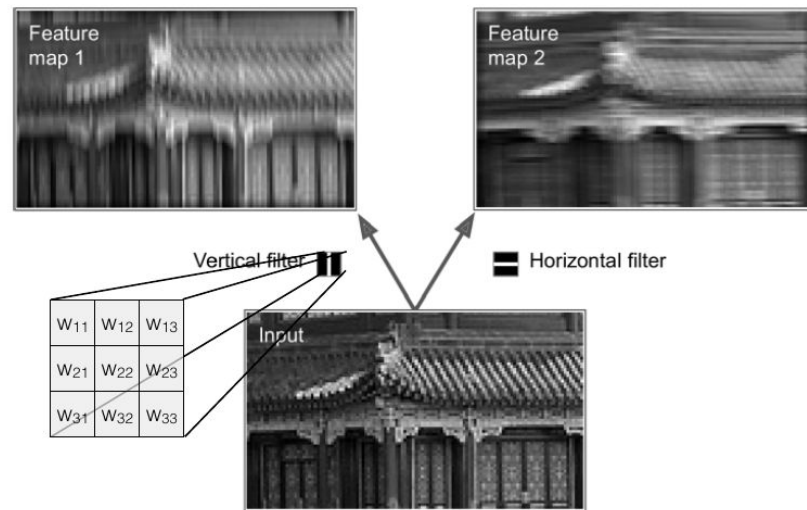 Feature
map 1
Feature
map 2
Vertical filter
Horizontal filter
W11 W12 W13
W21 W22 W23
W31 W32 W33
Input